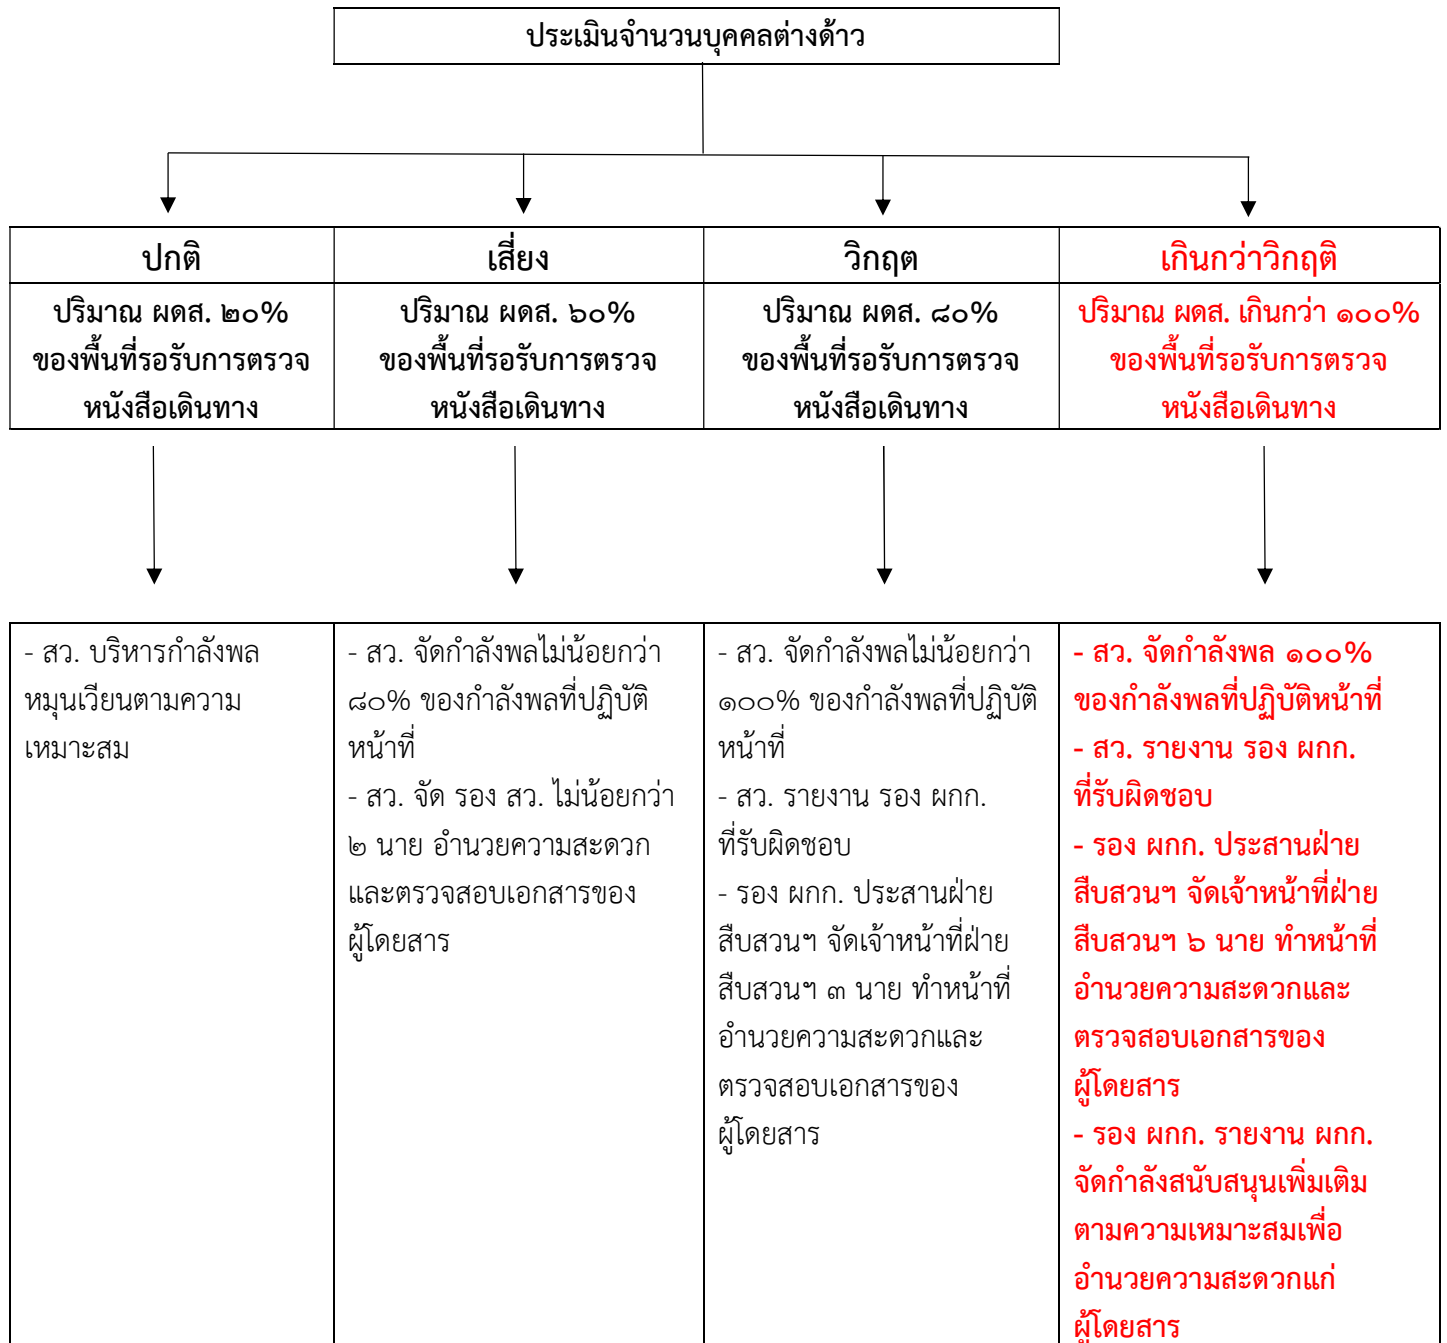 ประเมินจำนวนบุคคลต่างด้าว
ปกติ
เสี่ยง
วิกฤต
เกินกว่าวิกฤติ
ปริมาณ ผดส. ๒๐%
ของพื้นที่รอรับการตรวจ
หนังสือเดินทาง
ปริมาณ ผดส. ๖๐%
ของพื้นที่รอรับการตรวจ
หนังสือเดินทาง
ปริมาณ ผดส. ๘๐%
ของพื้นที่รอรับการตรวจ
หนังสือเดินทาง
ปริมาณ ผดส. เกินกว่า ๑๐๐%
ของพื้นที่รอรับการตรวจ
หนังสือเดินทาง
- สว. บริหารกำลังพล
หมุนเวียนตามความ
เหมาะสม
- สว. จัดกำลังพลไม่น้อยกว่า
๘๐% ของกำลังพลที่ปฏิบัติ
หน้าที่
- สว. จัด รอง สว. ไม่น้อยกว่า
๒ นาย อำนวยความสะดวก
และตรวจสอบเอกสารของ
ผู้โดยสาร
- สว. จัดกำลังพลไม่น้อยกว่า
๑๐๐% ของกำลังพลที่ปฏิบัติ
หน้าที่
- สว. รายงาน รอง ผกก.
ที่รับผิดชอบ
- รอง ผกก. ประสานฝ่าย
สืบสวนฯ จัดเจ้าหน้าที่ฝ่าย
สืบสวนฯ ๓ นาย ทำหน้าที่
อำนวยความสะดวกและ
ตรวจสอบเอกสารของ
ผู้โดยสาร
- สว. จัดกำลังพล ๑๐๐%
ของกำลังพลที่ปฏิบัติหน้าที่
- สว. รายงาน รอง ผกก.
ที่รับผิดชอบ
- รอง ผกก. ประสานฝ่าย
สืบสวนฯ จัดเจ้าหน้าที่ฝ่าย
สืบสวนฯ ๖ นาย ทำหน้าที่
อำนวยความสะดวกและ
ตรวจสอบเอกสารของ
ผู้โดยสาร
- รอง ผกก. รายงาน ผกก.
จัดกำลังสนับสนุนเพิ่มเติม
ตามความเหมาะสมเพื่อ
อำนวยความสะดวกแก่
ผู้โดยสาร